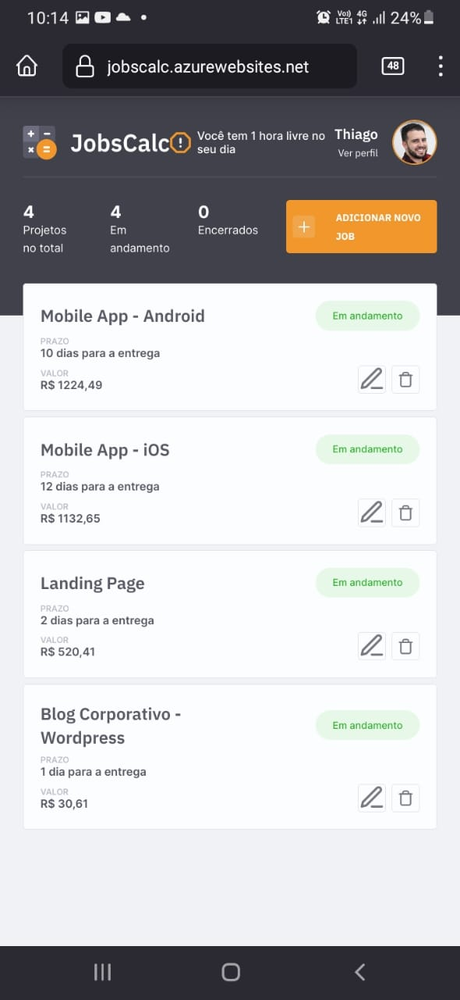 10:14
Vo)) 4G
LTE1
24%
jobscalc.azurewebsites.net
48
JobsCalc
Você tem 1 hora livre no
seu dia
Thiago
Ver perfil
4
Projetos
no total
4
Em
andamento
0
Encerrados
+
ADICIONAR NOVO
JOB
Mobile App - Android
Em andamento
PRAZO
10 dias para a entrega
VALOR
R$ 1224,49
Mobile App - iOS
Em andamento
PRAZO
12 dias para a entrega
VALOR
R$ 1132,65
Landing Page
Em andamento
PRAZO
2 dias para a entrega
VALOR
R$ 520,41
Blog Corporativo -
Wordpress
Em andamento
PRAZO
1 dia para a entrega
VALOR
R$ 30,61